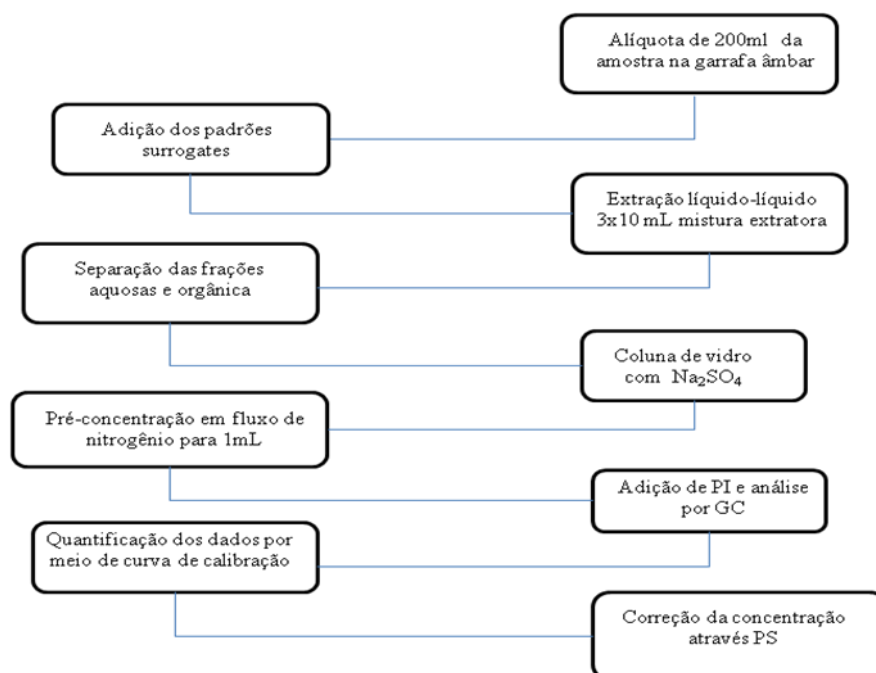 Alíquota de 200ml da
amostra na garrafa âmbar
Adição dos padrões
surrogates
Extração líquido-líquido
3x10 mL mistura extratora
Separação das frações
aquosas e orgânica
Coluna de vidro
com Na₂SO₄
Pré-concentração em fluxo de
nitrogênio para 1mL
Adição de PI e análise
por GC
Quantificação dos dados por
meio de curva de calibração
Correção da concentração
através PS